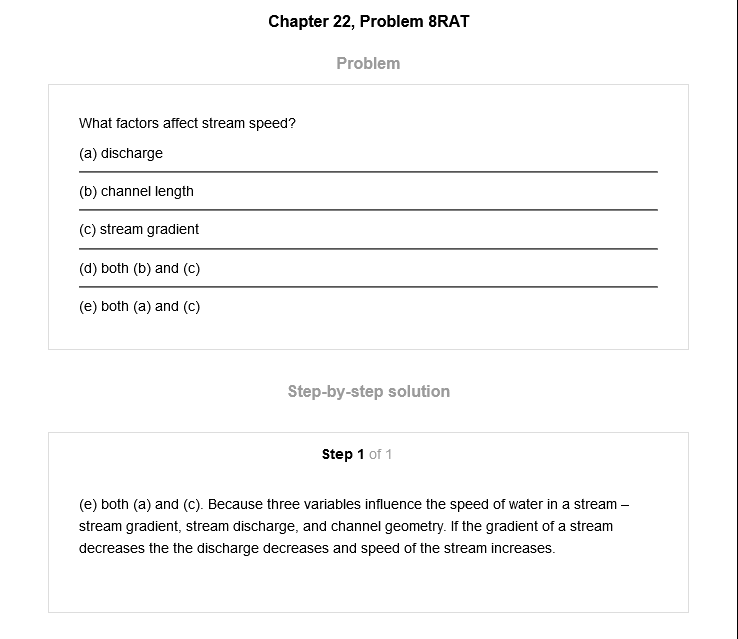 Chapter 22, Problem 8RAT
Problem
What factors affect stream speed?
(a) discharge
(b) channel length
(c) stream gradient
(d) both (b) and (c)
(e) both (a) and (c)
Step-by-step solution
Step 1 of 1
(e) both (a) and (c). Because three variables influence the speed of water in a stream –
stream gradient, stream discharge, and channel geometry. If the gradient of a stream
decreases the the discharge decreases and speed of the stream increases.